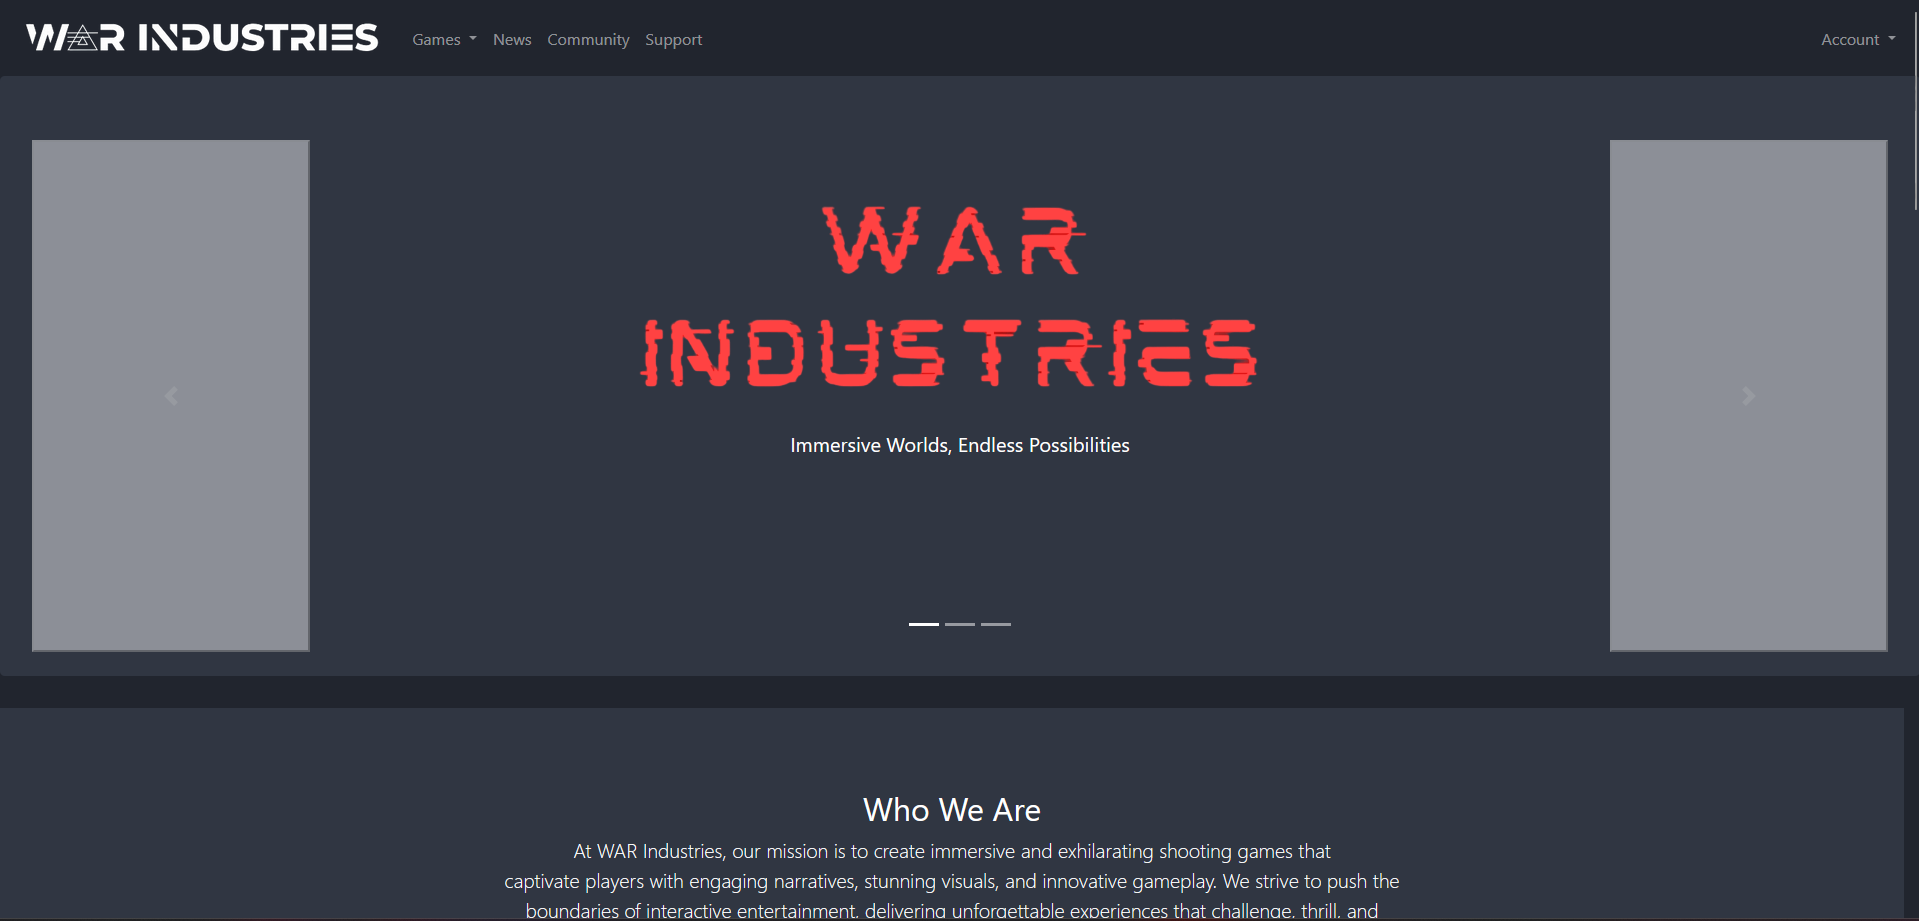 WAR INDUSTRIES
Games News Community Support
Account
WAR
INDUSTRIES
Immersive Worlds, Endless Possibilities
Who We Are
At WAR Industries, our mission is to create immersive and exhilarating shooting games that
captivate players with engaging narratives, stunning visuals, and innovative gameplay. We strive to push the
boundaries of interactive entertainment, delivering unforgettable experiences that challenge, thrill, and